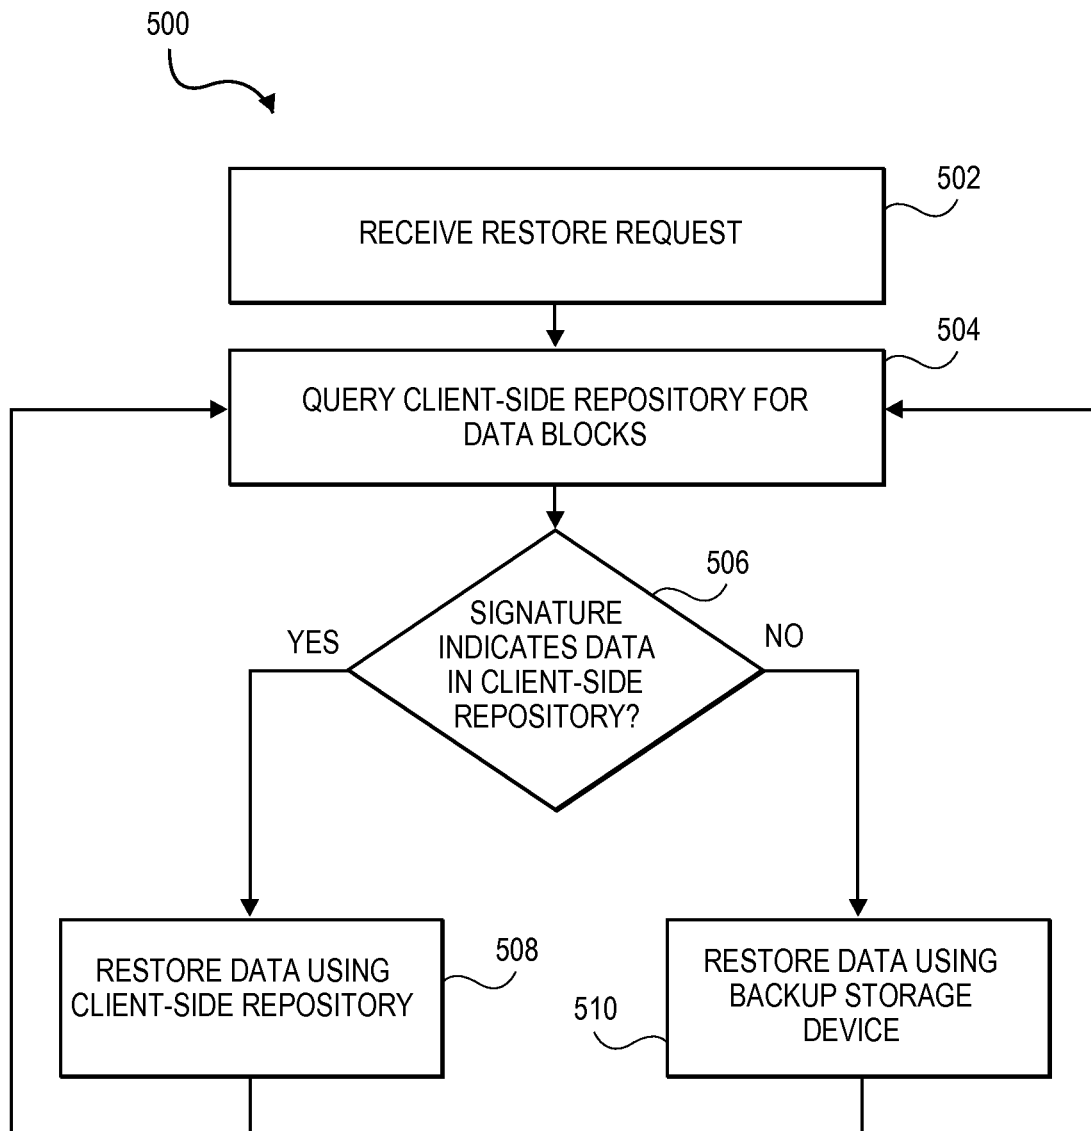 500
502
RECEIVE RESTORE REQUEST
504
QUERY CLIENT-SIDE REPOSITORY FOR
DATA BLOCKS
506
SIGNATURE
INDICATES DATA
IN CLIENT-SIDE
REPOSITORY?
YES
NO
RESTORE DATA USING
CLIENT-SIDE REPOSITORY
508
RESTORE DATA USING
BACKUP STORAGE
DEVICE
510